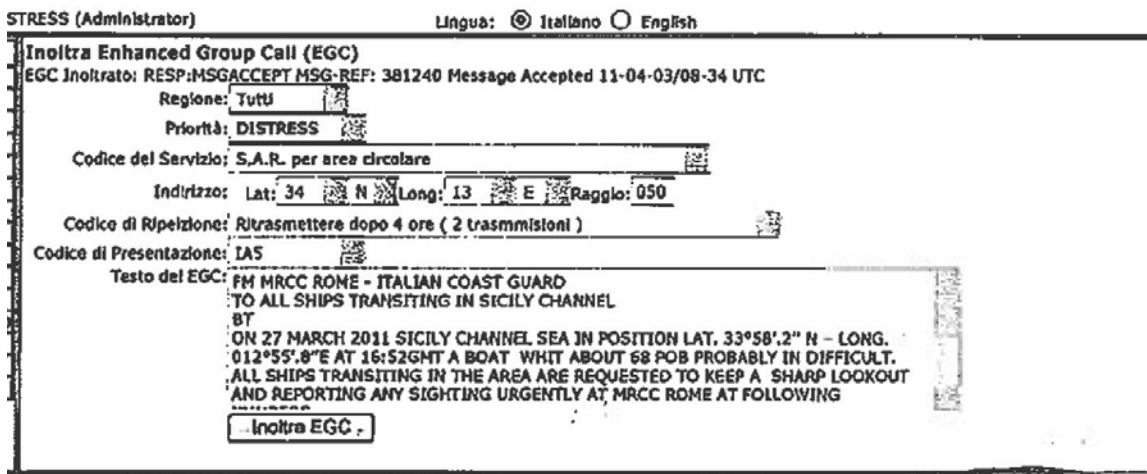 STRESS (Administrator) Lingua: Italiano English
Inoltra Enhanced Group Call (EGC)
EGC Inoltrato: RESP:MSGACCEPT MSG-REF: 381240 Message Accepted 11-04-03/08-34 UTC
Regione: Tutti
Priorità: DISTRESS
Codice del Servizio: S.A.R. per area circolare
Indirizzo: Lat: 34 N Long: 13 E Raggio: 050
Codice di Ripetizione: Ritrasmettere dopo 4 ore ( 2 trasmmisioni )
Codice di Presentazione: IA5
Testo del EGC: FM MRCC ROME - ITALIAN COAST GUARD
TO ALL SHIPS TRANSITING IN SICILY CHANNEL
BT
ON 27 MARCH 2011 SICILY CHANNEL SEA IN POSITION LAT. 33°58'.2" N – LONG.
012°55'.8"E AT 16:52GMT A BOAT WHIT ABOUT 68 POB PROBABLY IN DIFFICULT.
ALL SHIPS TRANSITING IN THE AREA ARE REQUESTED TO KEEP A SHARP LOOKOUT
AND REPORTING ANY SIGHTING URGENTLY AT MRCC ROME AT FOLLOWING
Inoltra EGC